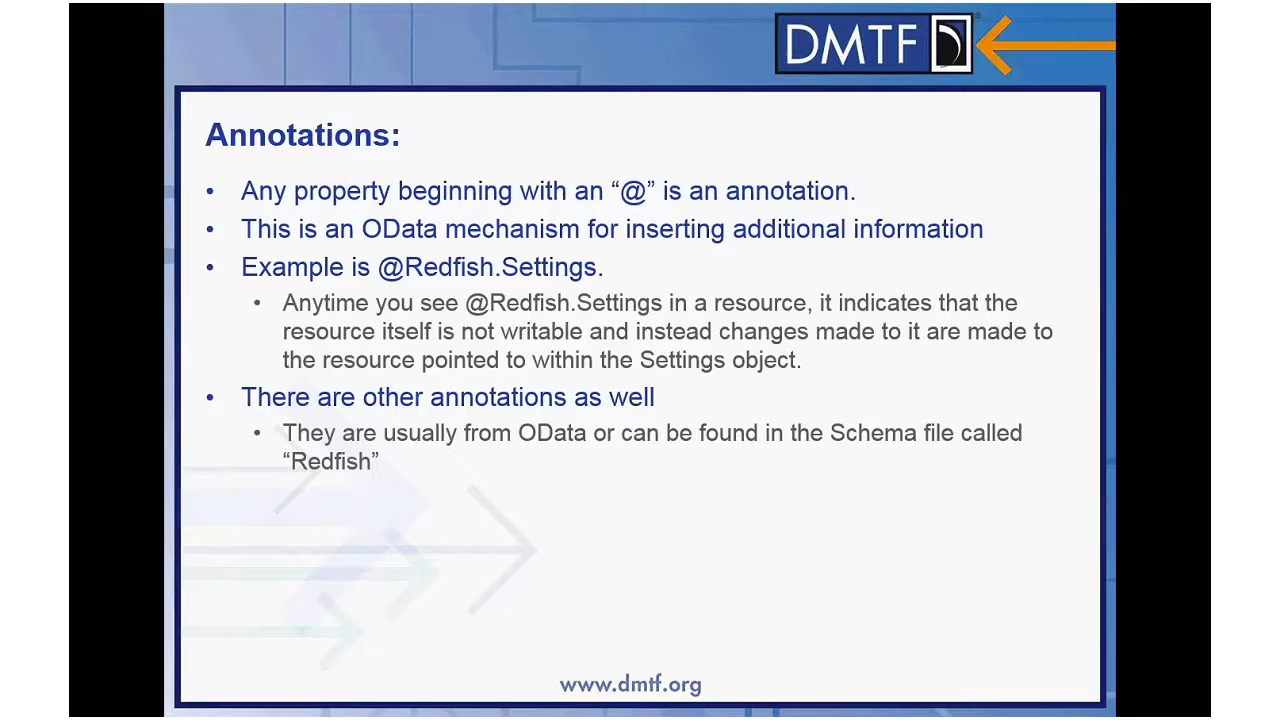 DMTF
Annotations:
• Any property beginning with an “@” is an annotation.
• This is an OData mechanism for inserting additional information
• Example is @Redfish.Settings.
• Anytime you see @Redfish.Settings in a resource, it indicates that the
resource itself is not writable and instead changes made to it are made to
the resource pointed to within the Settings object.
• There are other annotations as well
• They are usually from OData or can be found in the Schema file called
“Redfish”
www.dmtf.org